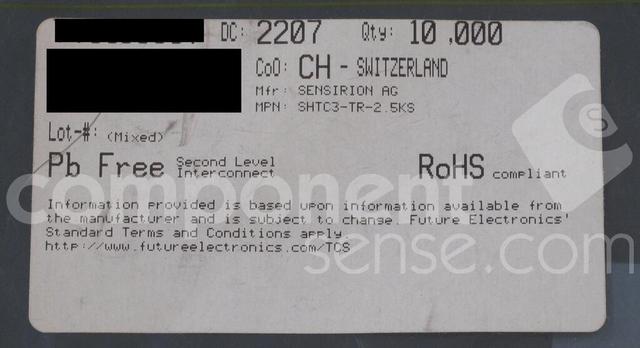 DC: 2207 Qty: 10,000
CoO: CH - SWITZERLAND
Mfr: SENSIRION AG
MPN: SHTC3-TR-2.5KS
Lot-#: (Mixed)
Pb Free Second Level Interconnect RoHS compliant
Information provided is based upon information available from
the manufacturer and is subject to change. Future Electronics'
Standard Terms and Conditions apply.
http://www.futureelectronics.com/TCS
component
sense.com